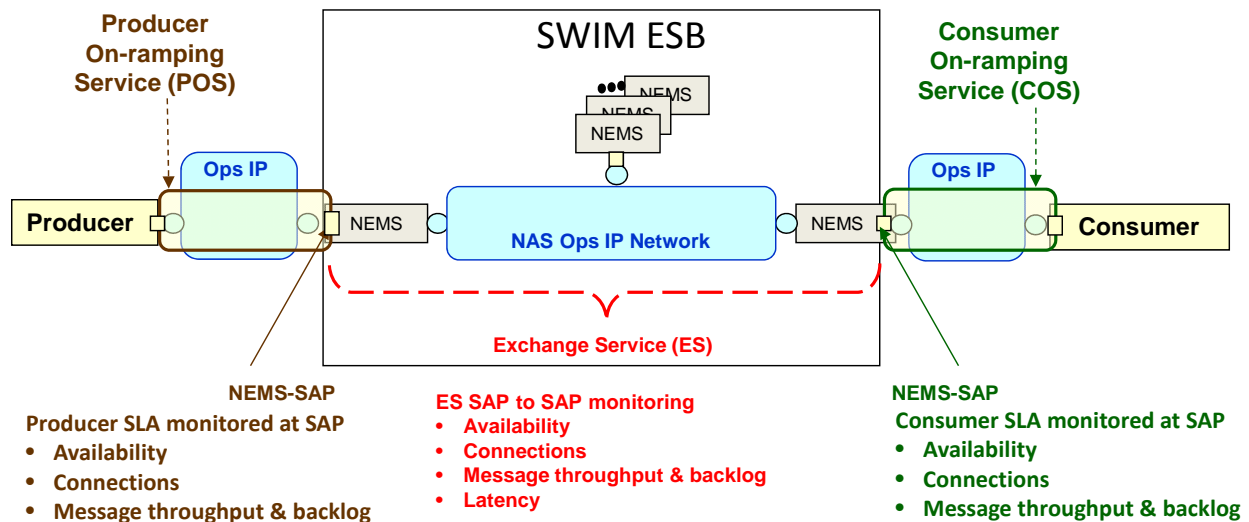 Producer
On-ramping
Service (POS)
SWIM ESB
Consumer
On-ramping
Service (COS)
NEMS
NEMS
NEMS
Ops IP
Ops IP
Producer
NEMS
NAS Ops IP Network
NEMS
Consumer
Exchange Service (ES)
NEMS-SAP
Producer SLA monitored at SAP
• Availability
• Connections
• Message throughput & backlog
ES SAP to SAP monitoring
• Availability
• Connections
• Message throughput & backlog
• Latency
NEMS-SAP
Consumer SLA monitored at SAP
• Availability
• Connections
• Message throughput & backlog